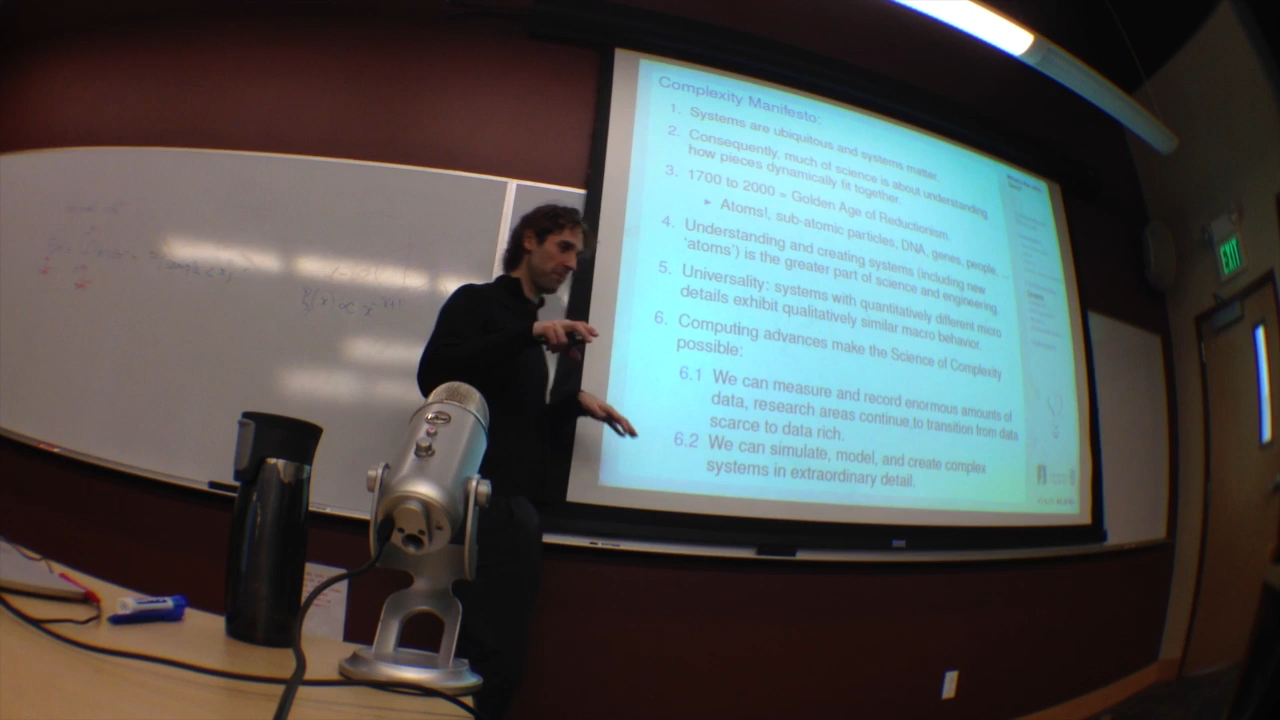 Complexity Manifesto:
1. Systems are ubiquitous and systems matter.
2. Consequently, much of science is about understanding
how pieces dynamically fit together.
3. 1700 to 2000 = Golden Age of Reductionism.
▸ Atoms!, sub-atomic particles, DNA, genes, people, ...
4. Understanding and creating systems (including new
'atoms') is the greater part of science and engineering.
5. Universality: systems with quantitatively different micro
details exhibit qualitatively similar macro behavior.
6. Computing advances make the Science of Complexity
possible:
6.1 We can measure and record enormous amounts of
data, research areas continue to transition from data
scarce to data rich.
6.2 We can simulate, model, and create complex
systems in extraordinary detail.
EXIT